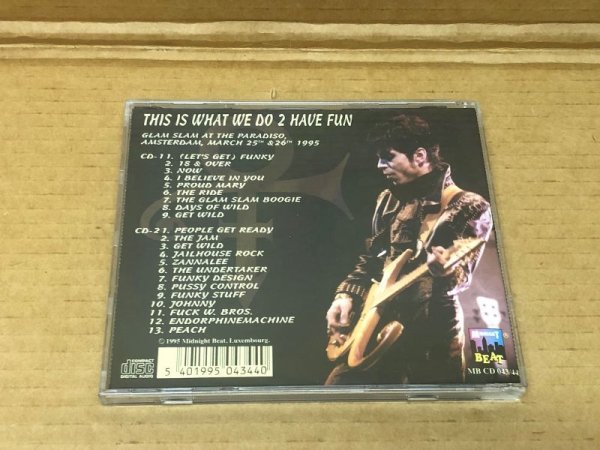 THIS IS WHAT WE DO 2 HAVE FUN
GLAM SLAM AT THE PARADISO,
AMSTERDAM, MARCH 25TH & 26TH 1995
CD-1 1. (LET'S GET) FUNKY
2. 18 & OVER
3. NOW
4. I BELIEVE IN YOU
5. PROUD MARY
6. THE RIDE
7. THE GLAM SLAM BOOGIE
8. DAYS OF WILD
9. GET WILD
CD-2 1. PEOPLE GET READY
2. THE JAM
3. GET WILD
4. JAILHOUSE ROCK
5. ZANNALEE
6. THE UNDERTAKER
7. FUNKY DESIGN
8. PUSSY CONTROL
9. FUNKY STUFF
10. JOHNNY
11. FUCK W. BROS.
12. ENDORPHINEMACHINE
13. PEACH
© 1995 Midnight Beat. Luxembourg.
COMPACT
disc
DIGITAL AUDIO
5 401995 043440
MIDNIGHT
BEAT
MB CD 043/44